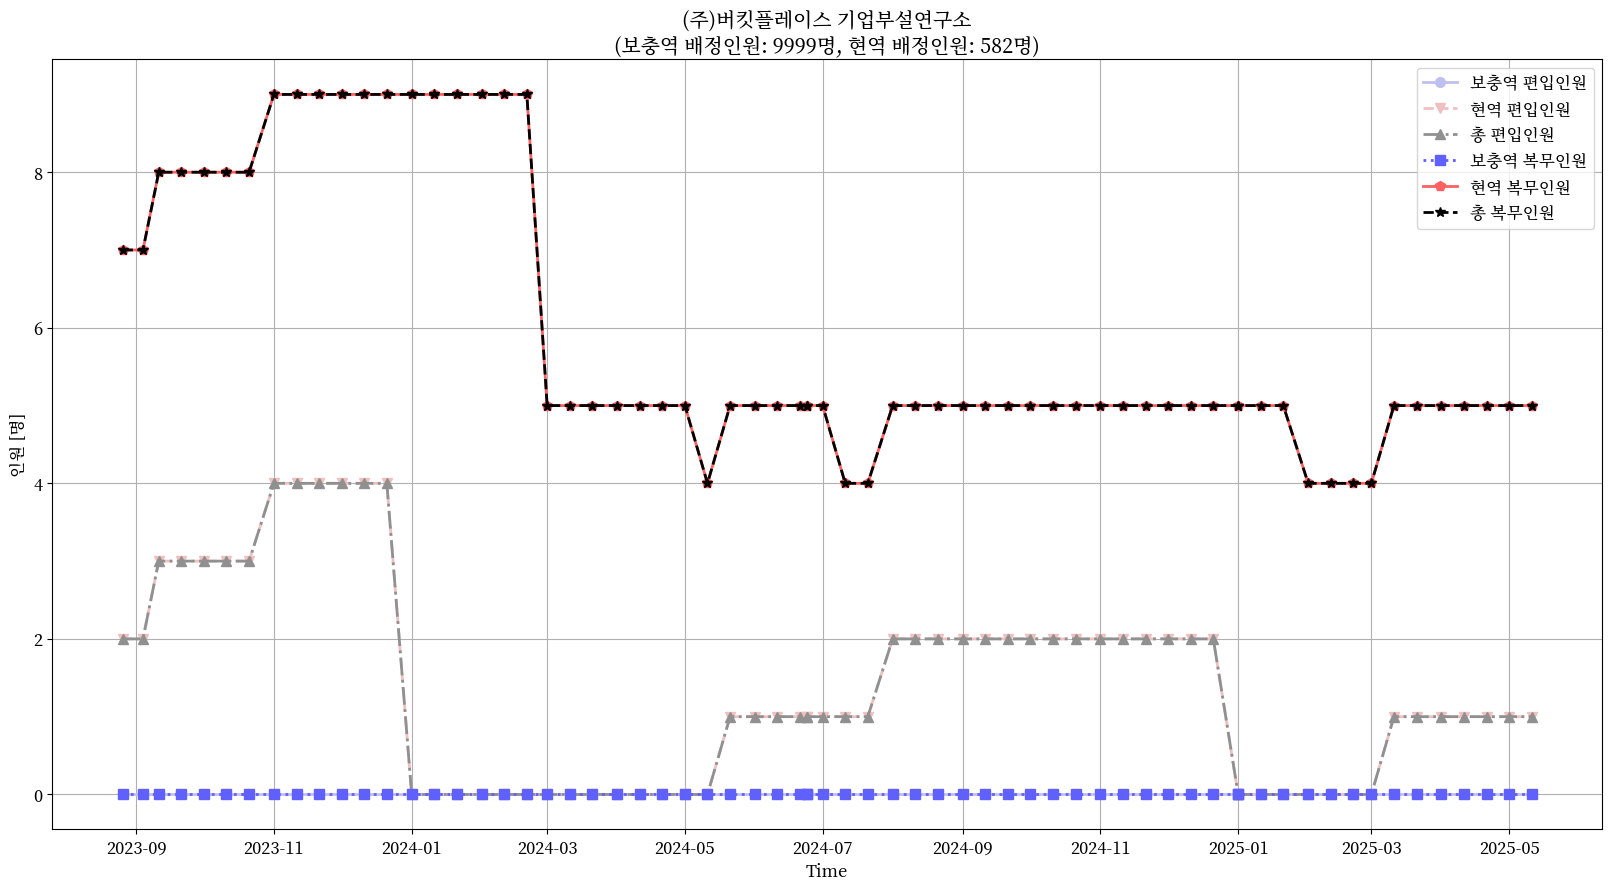 (주)버킷플레이스 기업부설연구소
(보충역 배정인원: 9999명, 현역 배정인원: 582명)
보충역 편입인원
현역 편입인원
총 편입인원
보충역 복무인원
현역 복무인원
총 복무인원
인원 [명]
8
6
4
2
0
2023-09 2023-11 2024-01 2024-03 2024-05 2024-07 2024-09 2024-11 2025-01 2025-03 2025-05
Time